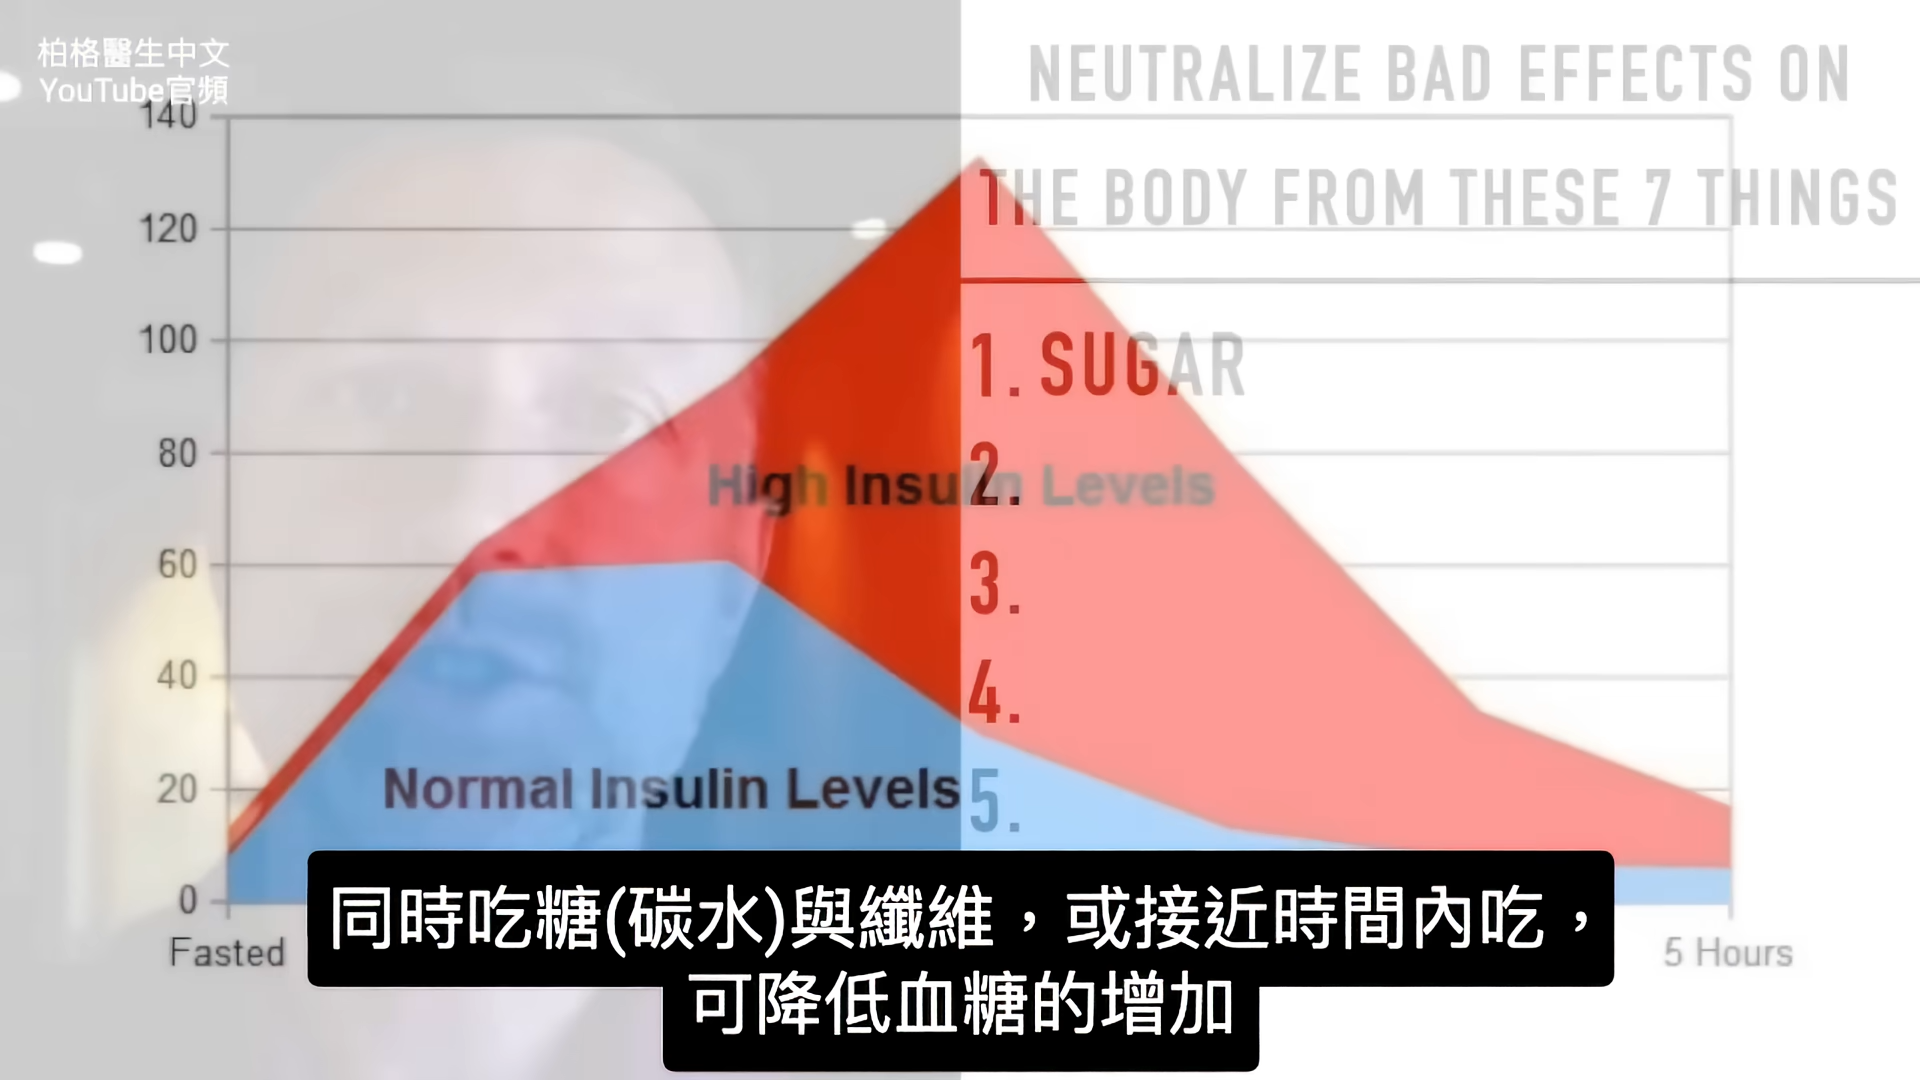 柏格醫生中文
YouTube官頻
NEUTRALIZE BAD EFFECTS ON
THE BODY FROM THESE 7 THINGS
1. SUGAR
2.
3.
4.
5.
140
120
100
80
60
40
20
0
High Insulin Levels
Normal Insulin Levels
Fasted
5 Hours
同時吃糖(碳水)與纖維，或接近時間內吃，
可降低血糖的增加